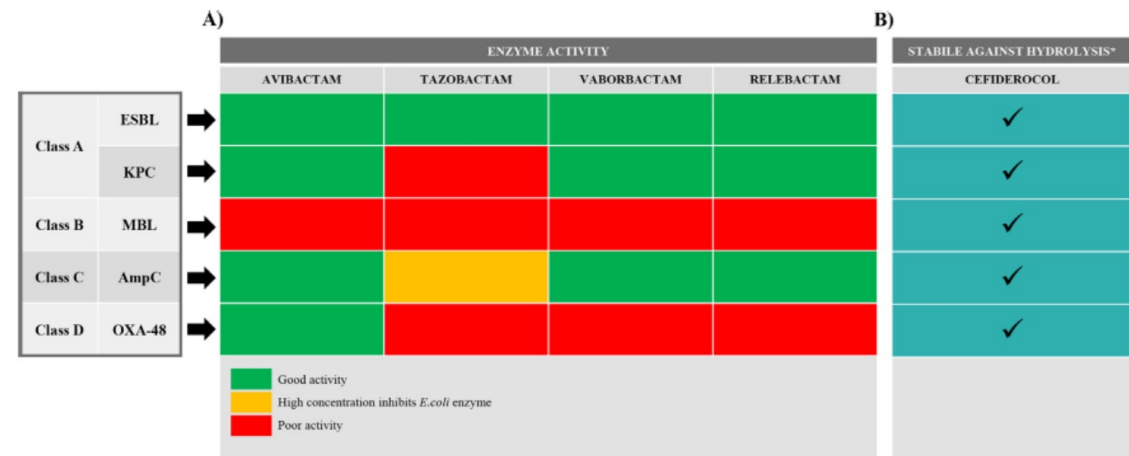 A)
B)
ENZYME ACTIVITY
STABILE AGAINST HYDROLYSIS*
AVIBACTAM
TAZOBACTAM
VABORBACTAM
RELEBACTAM
CEFIDEROCOL
Class A
ESBL
KPC
Class B
MBL
Class C
AmpC
Class D
OXA-48
Good activity
High concentration inhibits E.coli enzyme
Poor activity